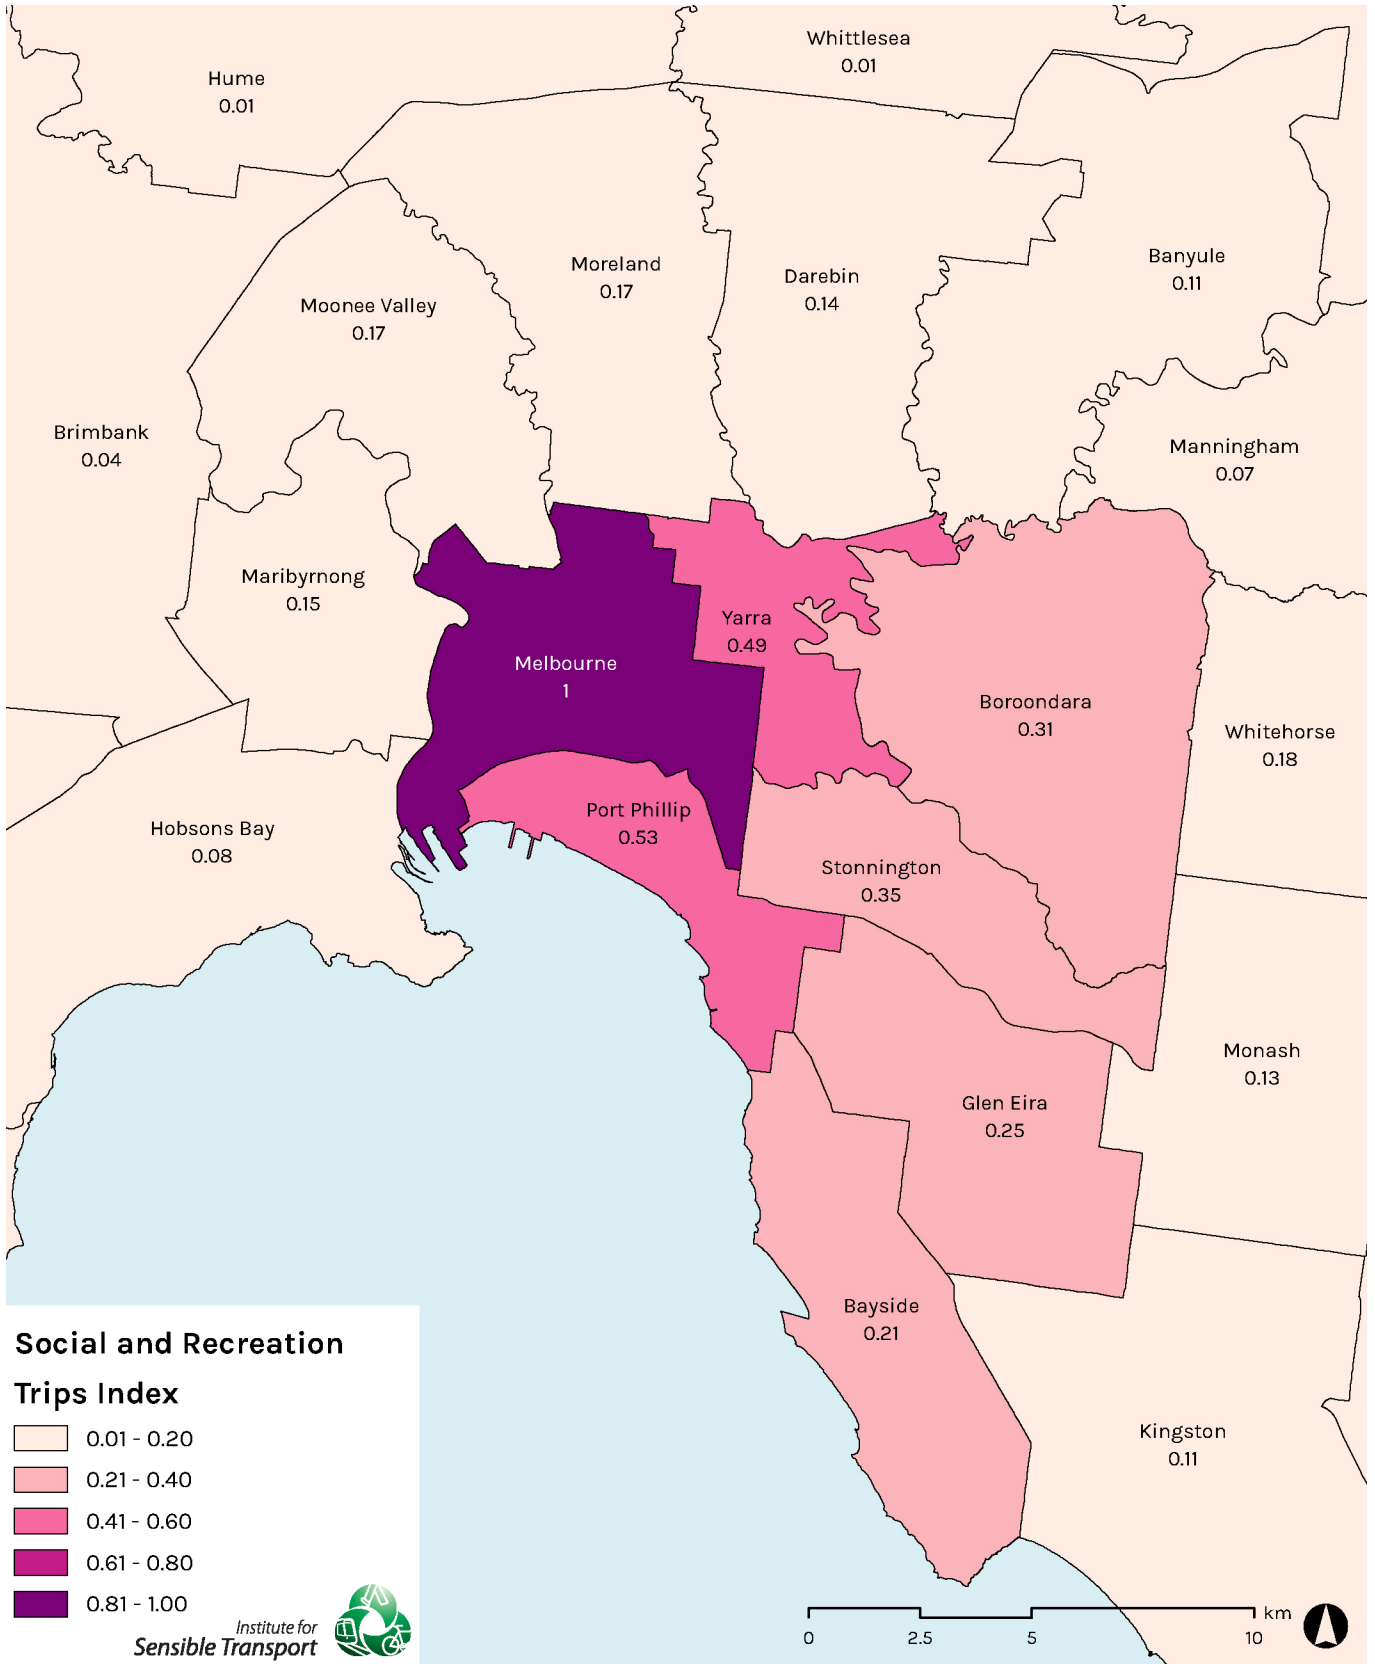 Whittlesea
0.01
Hume
0.01
Banyule
0.11
Moreland
0.17
Darebin
0.14
Moonee Valley
0.17
Brimbank
0.04
Manningham
0.07
Maribyrnong
0.15
Yarra
0.49
Melbourne
1
Boroondara
0.31
Whitehorse
0.18
Port Phillip
0.53
Hobsons Bay
0.08
Stonnington
0.35
Monash
0.13
Glen Eira
0.25
Bayside
0.21
Kingston
0.11
Social and Recreation
Trips Index
0.01 - 0.20
0.21 - 0.40
0.41 - 0.60
0.61 - 0.80
0.81 - 1.00
Institute for
Sensible Transport
km
0 2.5 5 10